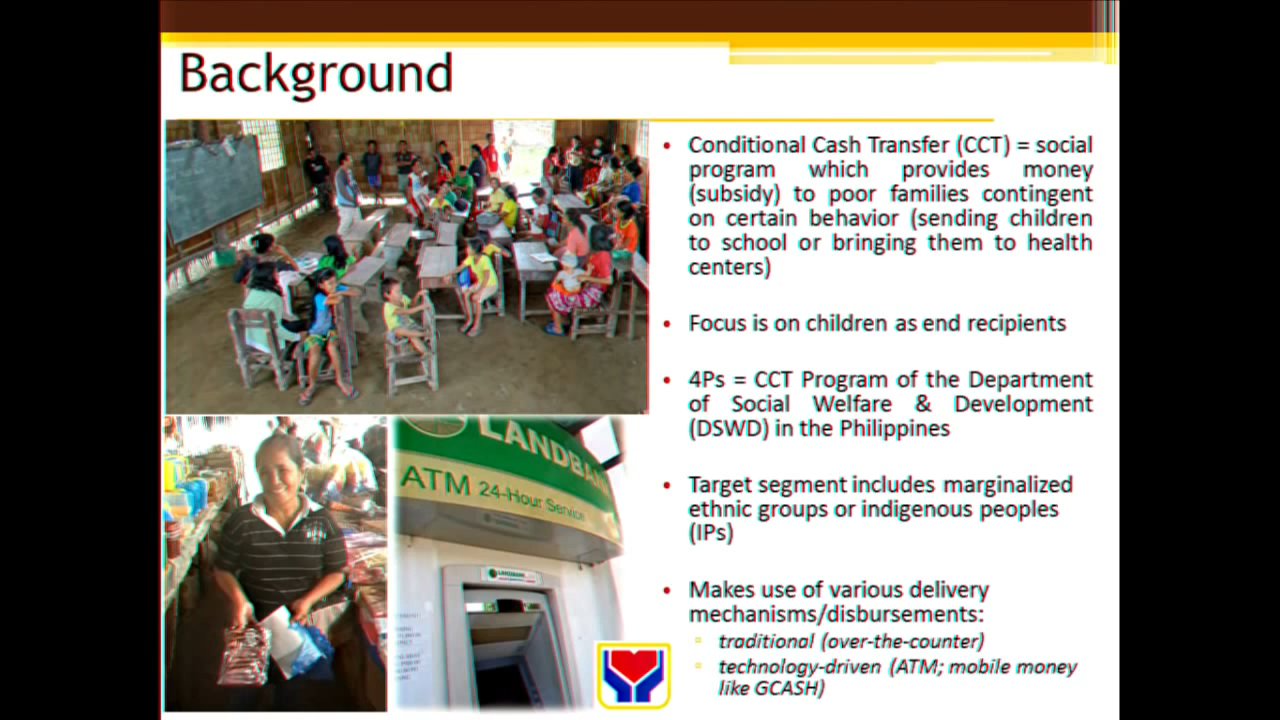 Background
• Conditional Cash Transfer (CCT) = social
program which provides money
(subsidy) to poor families contingent
on certain behavior (sending children
to school or bringing them to health
centers)
• Focus is on children as end recipients
• 4Ps = CCT Program of the Department
of Social Welfare & Development
(DSWD) in the Philippines
• Target segment includes marginalized
ethnic groups or indigenous peoples
(IPs)
• Makes use of various delivery
mechanisms/disbursements:
▫ traditional (over-the-counter)
▫ technology-driven (ATM; mobile money
like GCASH)
LANDBANK
ATM 24-Hour Service
LANDBANK